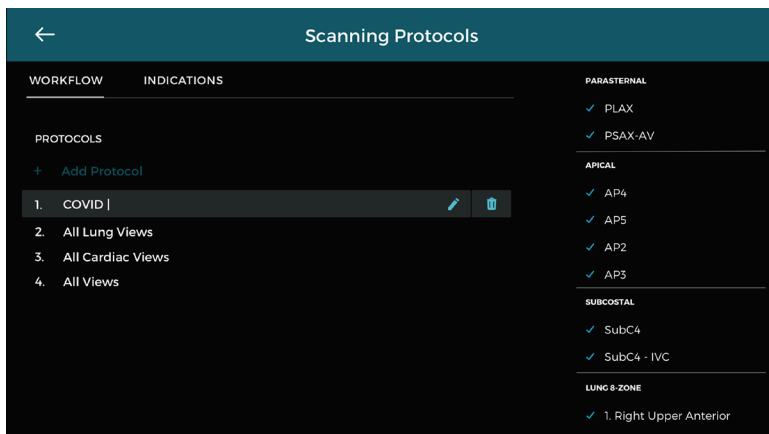 Scanning Protocols
WORKFLOW INDICATIONS
PROTOCOLS
+ Add Protocol
1. COVID |
2. All Lung Views
3. All Cardiac Views
4. All Views
PARASTERNAL
PLAX
PSAX-AV
APICAL
AP4
AP5
AP2
AP3
SUBCOSTAL
SubC4
SubC4 - IVC
LUNG 8-ZONE
1. Right Upper Anterior